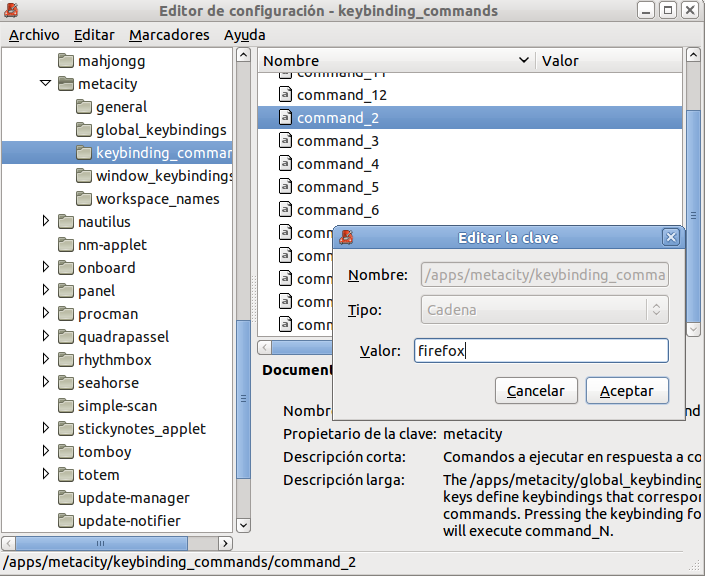 Editor de configuración - keybinding_commands
Archivo Editar Marcadores Ayuda
mahjongg
metacity
general
global_keybindings
keybinding_comman
window_keybindings
workspace_names
nautilus
nm-applet
onboard
panel
procman
quadrapassel
rhythmbox
seahorse
simple-scan
stickynotes_applet
tomboy
totem
update-manager
update-notifier
Nombre Valor
command_11
command_12
command_2
command_3
command_4
command_5
command_6
comm
comm
comm
comm
comm
Editar la clave
Nombre: /apps/metacity/keybinding_comma
Tipo: Cadena
Valor: firefox
Cancelar Aceptar
Document
Nombr
nd
Propietario de la clave: metacity
Descripción corta: Comandos a ejecutar en respuesta a co
Descripción larga: The /apps/metacity/global_keybinding
keys define keybindings that correspon
commands. Pressing the keybinding fo
will execute command_N.
/apps/metacity/keybinding_commands/command_2